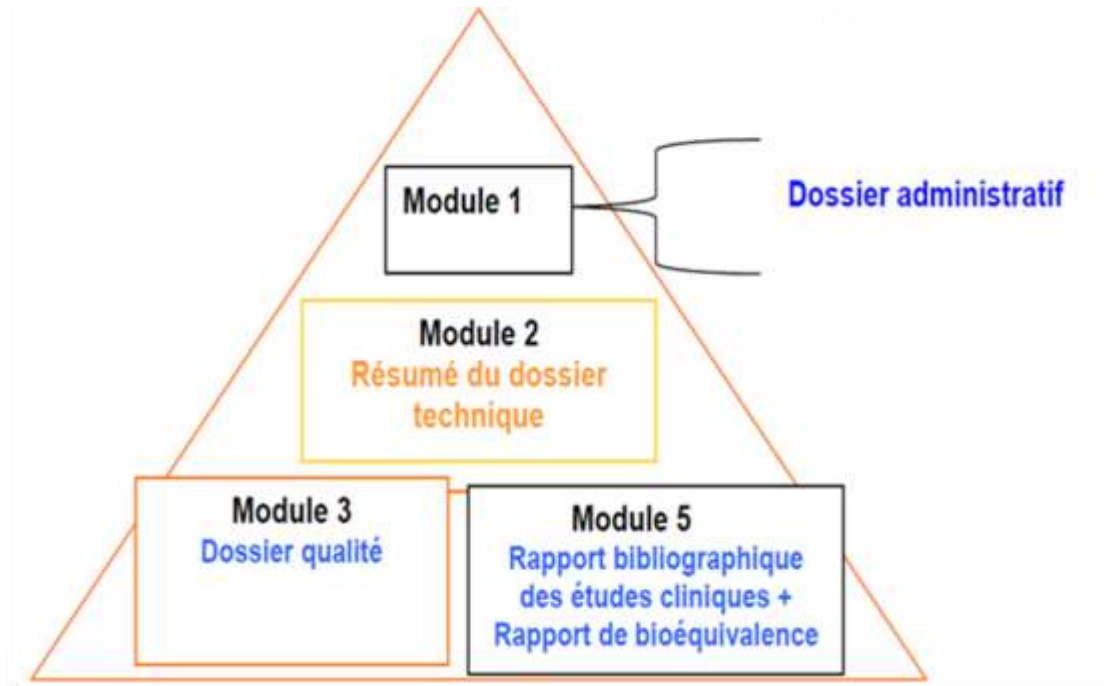 Module 1
Dossier administratif
Module 2
Résumé du dossier
technique
Module 3
Dossier qualité
Module 5
Rapport bibliographique
des études cliniques +
Rapport de bioéquivalence